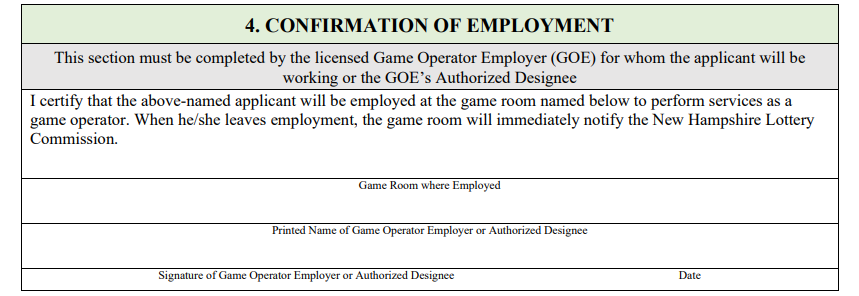 4. CONFIRMATION OF EMPLOYMENT
This section must be completed by the licensed Game Operator Employer (GOE) for whom the applicant will be
working or the GOE’s Authorized Designee
I certify that the above-named applicant will be employed at the game room named below to perform services as a
game operator. When he/she leaves employment, the game room will immediately notify the New Hampshire Lottery
Commission.
Game Room where Employed
Printed Name of Game Operator Employer or Authorized Designee
Signature of Game Operator Employer or Authorized Designee Date